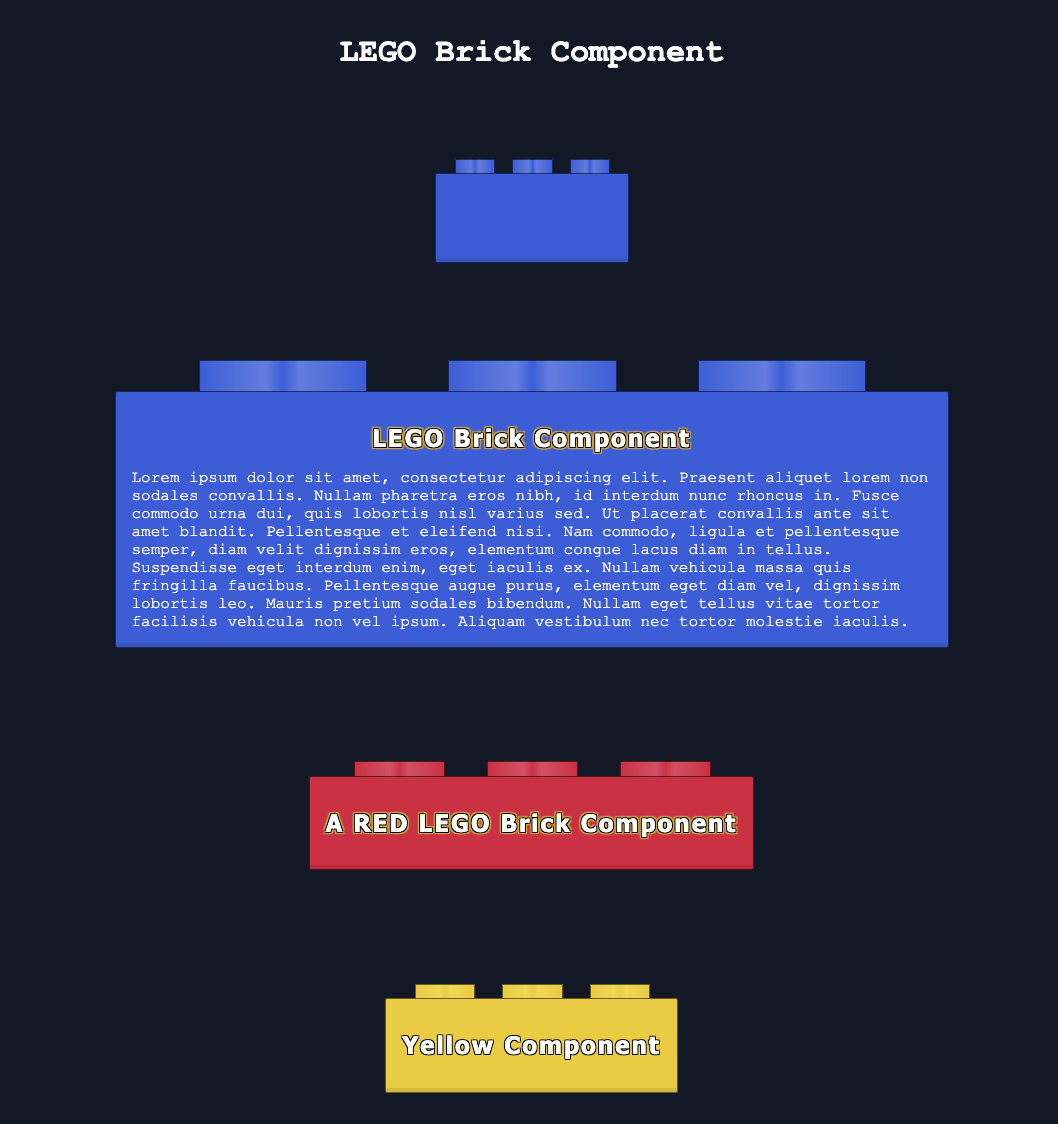 LEGO Brick Component
LEGO Brick Component
Lorem ipsum dolor sit amet, consectetur adipiscing elit. Praesent aliquet lorem non
sodales convallis. Nullam pharetra eros nibh, id interdum nunc rhoncus in. Fusce
commodo urna dui, quis lobortis nisl varius sed. Ut placerat convallis ante sit
amet blandit. Pellentesque et eleifend nisi. Nam commodo, ligula et pellentesque
semper, diam velit dignissim eros, elementum congue lacus diam in tellus.
Suspendisse eget interdum enim, eget iaculis ex. Nullam vehicula massa quis
fringilla faucibus. Pellentesque augue purus, elementum eget diam vel, dignissim
lobortis leo. Mauris pretium sodales bibendum. Nullam eget tellus vitae tortor
facilisis vehicula non vel ipsum. Aliquam vestibulum nec tortor molestie iaculis.
A RED LEGO Brick Component
Yellow Component